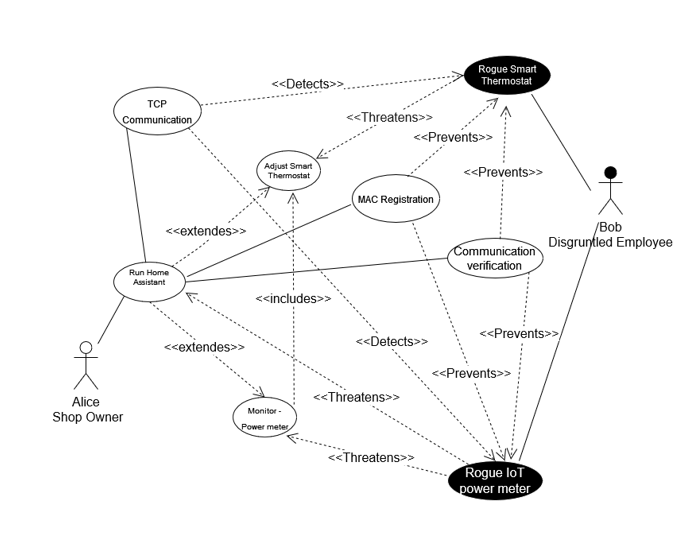 Rogue Smart
Thermostat
<<Detects>>
TCP
Communication
<<Threatens>>
<<Prevents>>
Adjust Smart
Thermostat
<<Prevents>>
MAC Registration
Bob
Disgruntled Employee
<<extendes>>
Communication
verification
Run Home
Assistant
<<includes>>
<<Prevents>>
<<extendes>>
<<Detects>>
<<Prevents>>
Alice
Shop Owner
<<Threatens>>
Monitor -
Power meter
<<Threatens>>
Rogue IoT
power meter